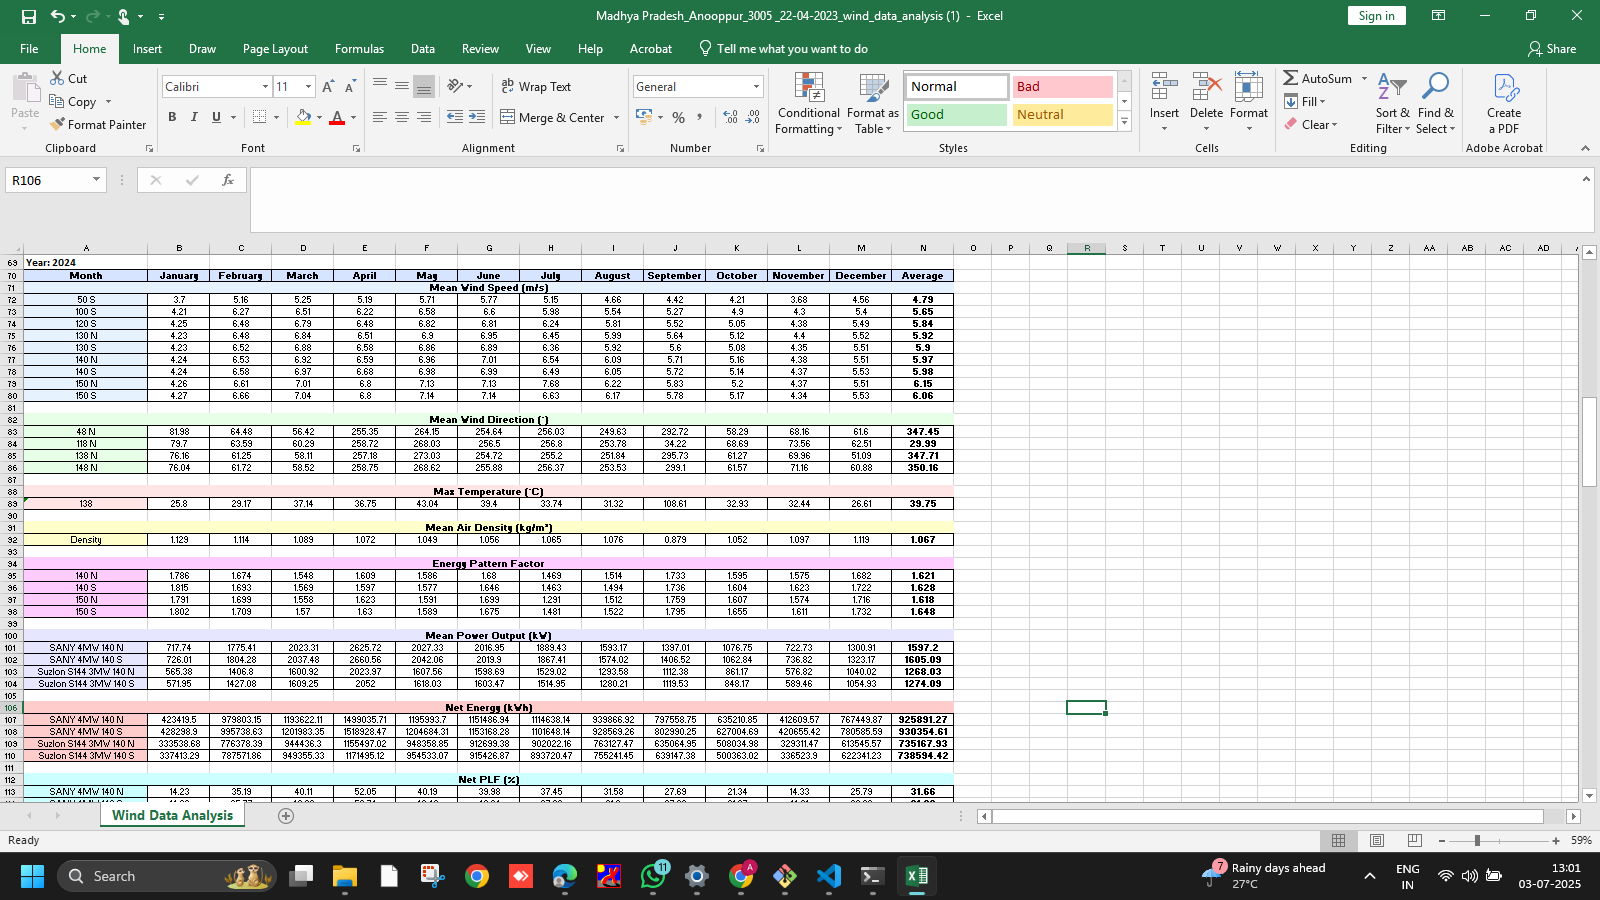 Madhya Pradesh_Anooppur_3005 _22-04-2023_wind_data_analysis (1) - Excel
Sign in
File Home Insert Draw Page Layout Formulas Data Review View Help Acrobat Tell me what you want to do Share
Paste Cut Copy Format Painter Clipboard
Calibri 11 B I U Font
Wrap Text Merge & Center Alignment
General % Number
Conditional Formatting Format as Table Normal Bad Good Neutral Styles
Insert Delete Format Cells
AutoSum Fill Clear Sort & Filter Find & Select Editing
Create a PDF Adobe Acrobat
R106 fx
A B C D E F G H I J K L M N O P Q R S T U V W X Y Z AA AB AC AD
69 Year: 2024
70 Month January February March April May June July August September October November December Average
71 Mean Wind Speed (m/s)
72 50 S 3.7 5.16 5.25 5.19 5.71 5.77 5.15 4.66 4.42 4.21 3.68 4.56 4.79
73 100 S 4.21 6.27 6.51 6.22 6.58 6.6 5.98 5.54 5.27 4.9 4.3 5.4 5.65
74 120 S 4.25 6.48 6.79 6.48 6.82 6.81 6.24 5.81 5.52 5.05 4.38 5.49 5.84
75 130 N 4.23 6.48 6.84 6.51 6.9 6.95 6.45 5.99 5.64 5.12 4.4 5.52 5.92
76 130 S 4.23 6.52 6.88 6.58 6.86 6.89 6.36 5.92 5.6 5.08 4.35 5.51 5.9
77 140 N 4.24 6.53 6.92 6.59 6.96 7.01 6.54 6.09 5.71 5.16 4.38 5.51 5.97
78 140 S 4.24 6.58 6.97 6.68 6.98 6.99 6.49 6.05 5.72 5.14 4.37 5.53 5.98
79 150 N 4.26 6.61 7.01 6.8 7.13 7.13 7.68 6.22 5.83 5.2 4.37 5.51 6.15
80 150 S 4.27 6.66 7.04 6.8 7.14 7.14 6.63 6.17 5.78 5.17 4.34 5.53 6.06
81
82 Mean Wind Direction (°)
83 48 N 81.98 64.48 56.42 255.35 264.15 254.64 256.03 249.63 292.72 58.29 68.16 61.6 347.45
84 118 N 79.7 63.59 60.29 258.72 268.03 256.5 256.8 253.78 34.22 68.69 73.56 62.51 29.99
85 138 N 76.16 61.25 58.11 257.18 273.03 254.72 255.2 251.84 295.73 61.27 69.96 51.09 347.71
86 148 N 76.04 61.72 58.52 258.75 268.62 255.88 256.37 253.53 299.1 61.57 71.16 60.88 350.16
87
88 Max Temperature (°C)
89 138 25.8 29.17 37.14 36.75 43.04 39.4 33.74 31.32 108.61 32.93 32.44 26.61 39.75
90
91 Mean Air Density (kg/m³)
92 Density 1.129 1.114 1.089 1.072 1.049 1.056 1.065 1.076 0.879 1.052 1.097 1.119 1.067
93
94 Energy Pattern Factor
95 140 N 1.786 1.674 1.548 1.609 1.586 1.68 1.469 1.514 1.733 1.595 1.575 1.682 1.621
96 140 S 1.815 1.693 1.569 1.597 1.577 1.646 1.463 1.494 1.736 1.604 1.623 1.722 1.628
97 150 N 1.791 1.699 1.558 1.623 1.591 1.699 1.291 1.512 1.759 1.607 1.574 1.716 1.618
98 150 S 1.802 1.709 1.57 1.63 1.589 1.675 1.481 1.522 1.795 1.655 1.611 1.732 1.648
99
100 Mean Power Output (kW)
101 SANY 4MW 140 N 717.74 1775.41 2023.31 2625.72 2027.33 2016.95 1889.43 1593.17 1397.01 1076.75 722.73 1300.91 1597.2
102 SANY 4MW 140 S 726.01 1804.28 2037.48 2660.56 2042.06 2019.9 1867.41 1574.02 1406.52 1062.84 736.82 1323.17 1605.09
103 Suzlon S144 3MW 140 N 565.38 1406.8 1600.92 2023.97 1607.56 1598.69 1529.02 1293.58 1112.38 861.17 576.82 1040.02 1268.03
104 Suzlon S144 3MW 140 S 571.95 1427.08 1609.25 2052 1618.03 1603.47 1514.95 1280.21 1119.53 848.17 589.46 1054.93 1274.09
105
106 Net Energy (kWh)
107 SANY 4MW 140 N 423419.5 979803.15 1193622.11 1499035.71 1195993.7 1151486.94 1114638.14 939866.92 797558.75 635210.85 412609.57 767449.87 925891.27
108 SANY 4MW 140 S 428298.9 995738.63 1201983.35 1518928.47 1204684.31 1153168.28 1101648.14 928569.26 802990.25 627004.69 420655.42 780585.59 930354.61
109 Suzlon S144 3MW 140 N 333538.68 776378.39 944436.3 1155497.02 948358.85 912699.38 902022.16 763127.47 635064.95 508034.98 329311.47 613545.57 735167.93
110 Suzlon S144 3MW 140 S 337413.29 787571.86 949355.33 1171495.12 954533.07 915426.87 893720.47 755241.45 639147.38 500363.02 336523.9 622341.23 738594.42
111
112 Net PLF (%)
113 SANY 4MW 140 N 14.23 35.19 40.11 52.05 40.19 39.98 37.45 31.58 27.69 21.34 14.33 25.79 31.66
Wind Data Analysis
Ready 59%
Search 11 A 7 Rainy days ahead 27°C ENG IN 13:01 03-07-2025